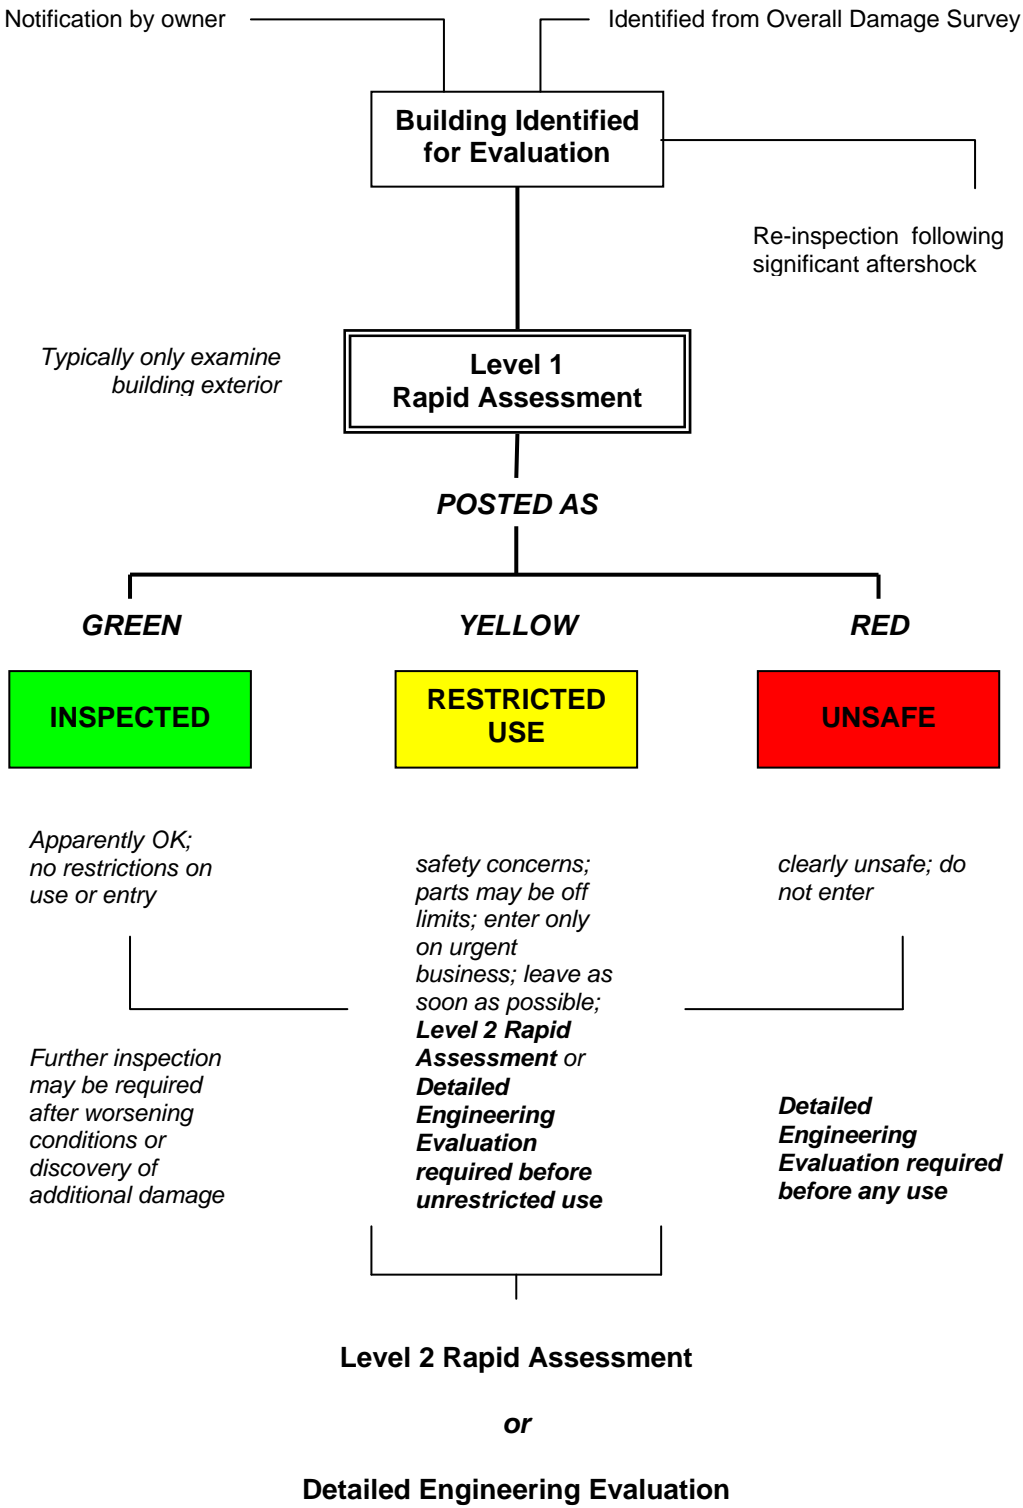 Notification by owner
Identified from Overall Damage Survey
Building Identified
for Evaluation
Re-inspection following
significant aftershock
Typically only examine
building exterior
Level 1
Rapid Assessment
POSTED AS
GREEN
YELLOW
RED
INSPECTED
RESTRICTED
USE
UNSAFE
Apparently OK;
no restrictions on
use or entry
safety concerns;
parts may be off
limits; enter only
on urgent
business; leave as
soon as possible;
Level 2 Rapid
Assessment or
Detailed
Engineering
Evaluation
required before
unrestricted use
clearly unsafe; do
not enter
Further inspection
may be required
after worsening
conditions or
discovery of
additional damage
Detailed
Engineering
Evaluation required
before any use
Level 2 Rapid Assessment
or
Detailed Engineering Evaluation